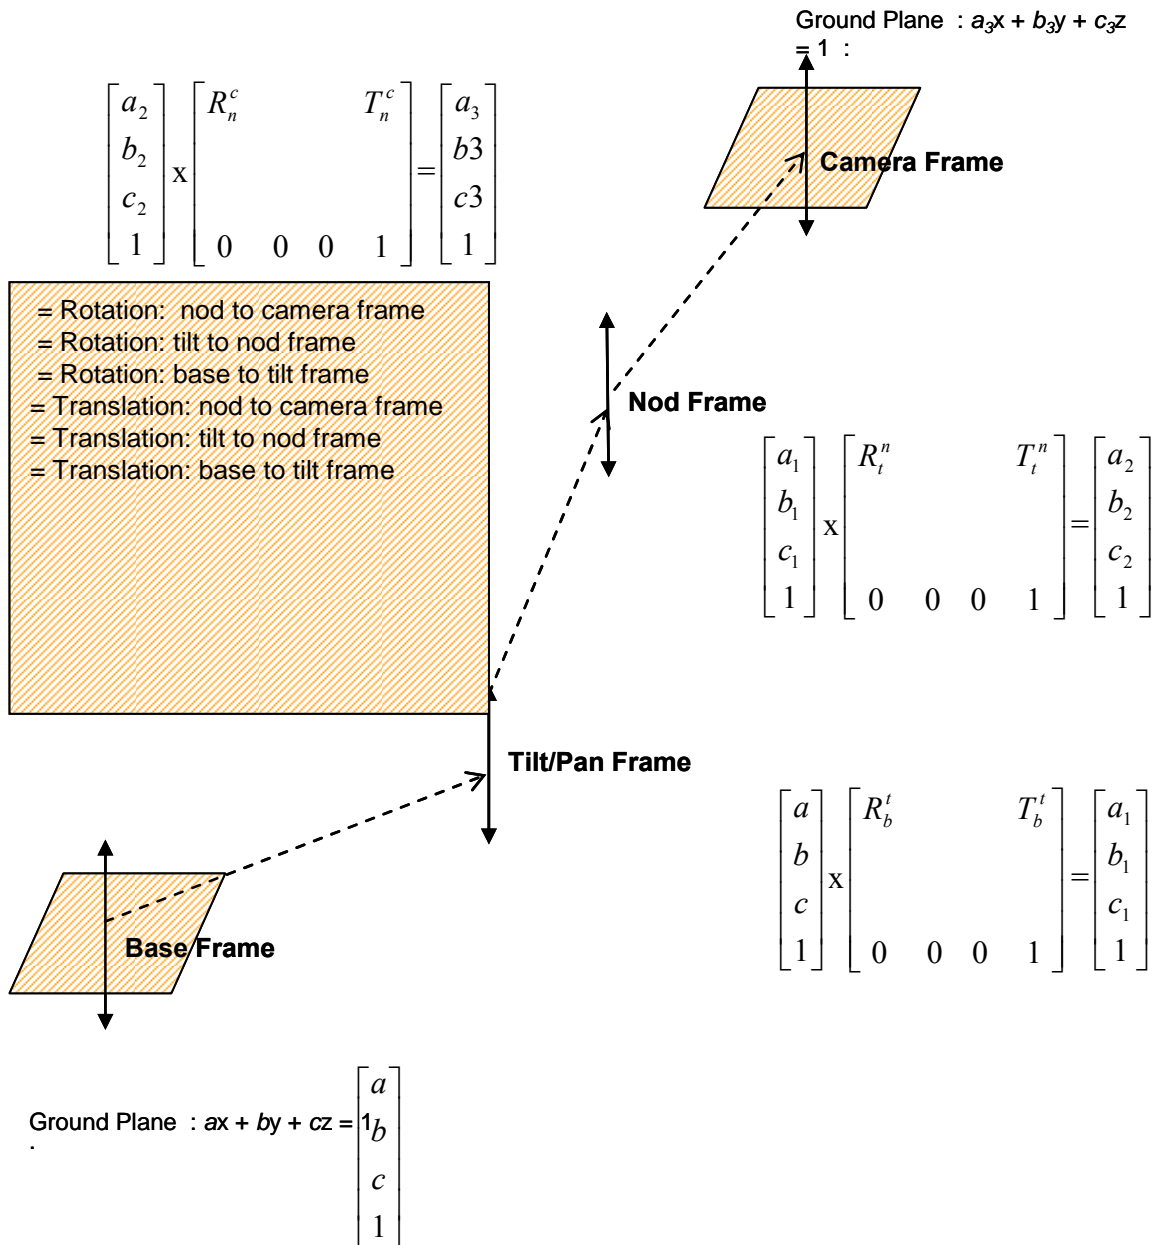 Ground Plane : a₃x + b₃y + c₃z
= 1 :
[a₂ b₂ c₂ 1] x [Rₙᶜ Tₙᶜ 0 0 0 1] = [a₃ b3 c3 1]
Camera Frame
= Rotation: nod to camera frame
= Rotation: tilt to nod frame
= Rotation: base to tilt frame
= Translation: nod to camera frame
= Translation: tilt to nod frame
= Translation: base to tilt frame
Nod Frame
[a₁ b₁ c₁ 1] x [Rₜⁿ Tₜⁿ 0 0 0 1] = [a₂ b₂ c₂ 1]
Tilt/Pan Frame
[a b c 1] x [R_b^t T_b^t 0 0 0 1] = [a₁ b₁ c₁ 1]
Base Frame
Ground Plane : ax + by + cz = 1
:
[a b c 1]